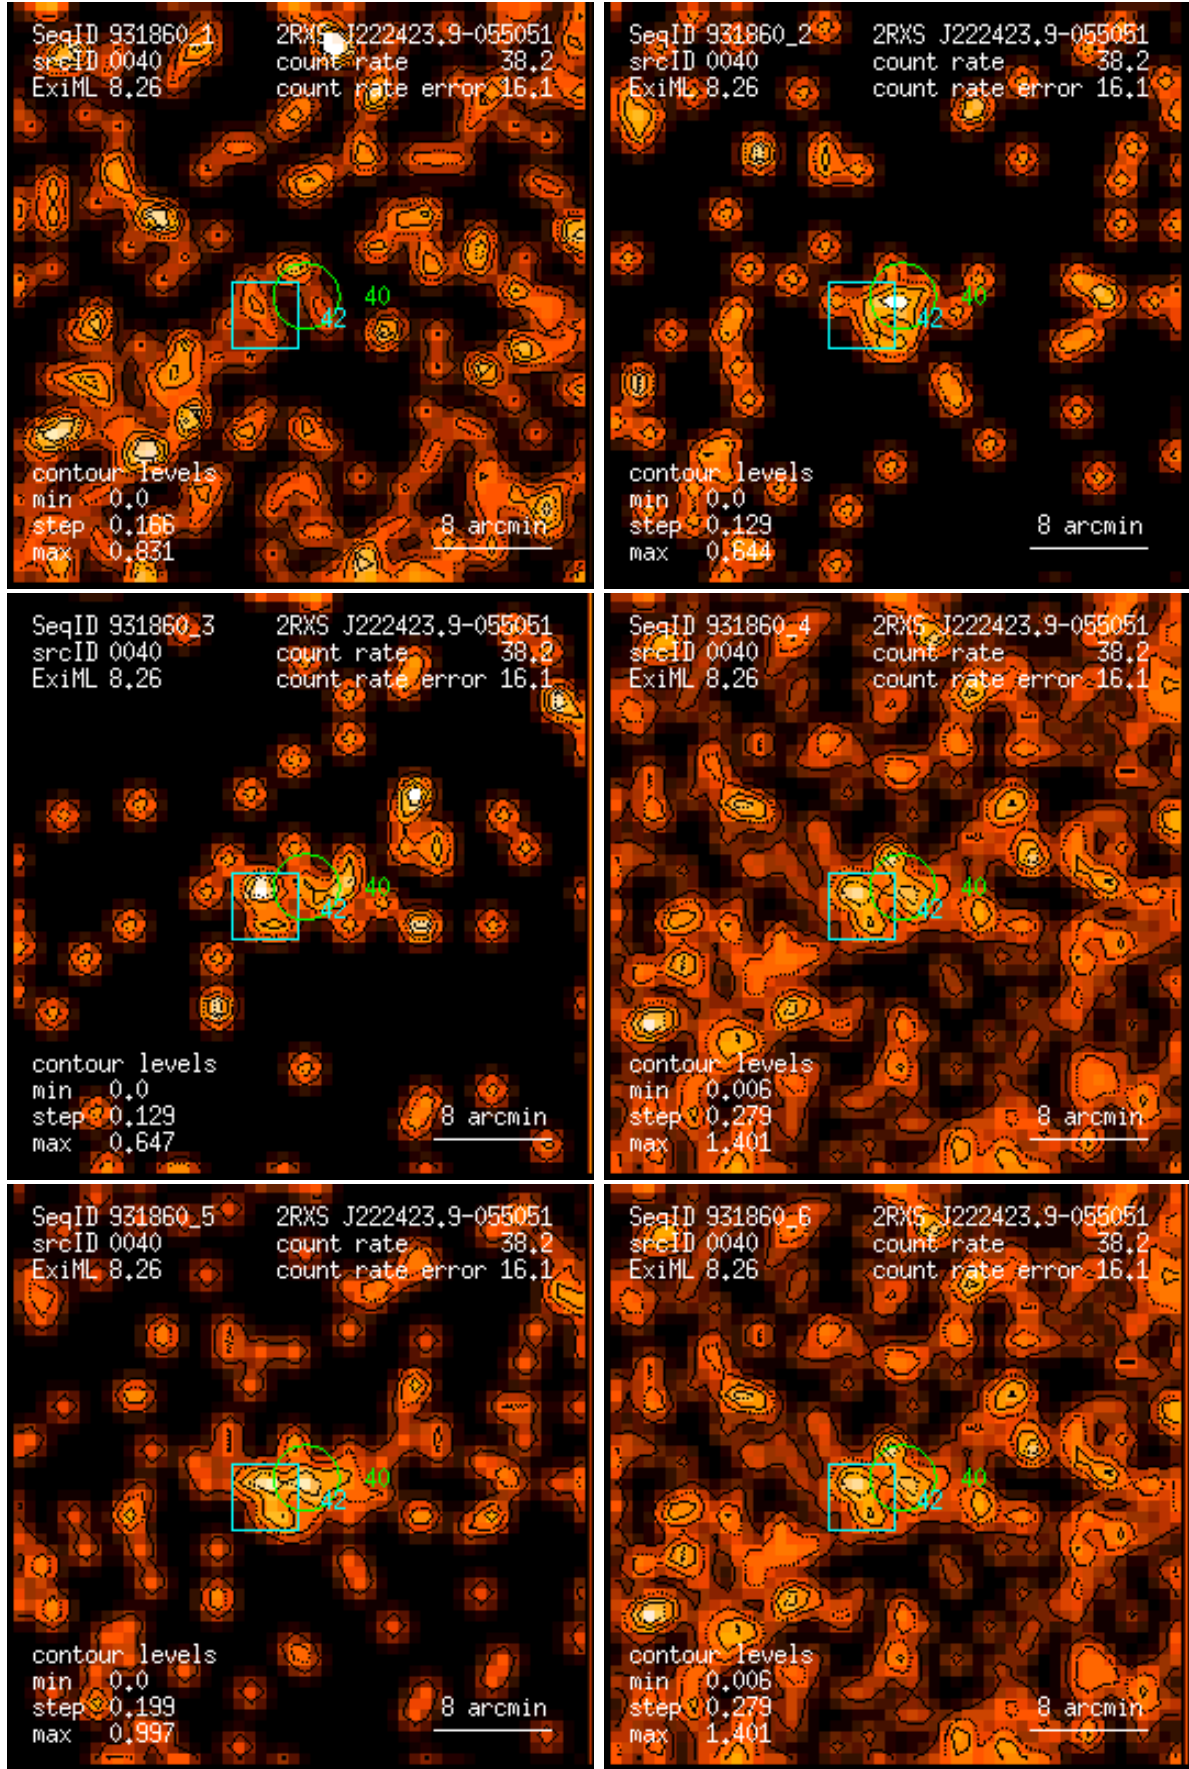 SeqID 931860_1 2RXS J222423.9-055051
srcID 0040 count rate 38.2
ExiML 8.26 count rate error 16.1
40
42
contour levels
min 0.0
step 0.166 8 arcmin
max 0.831
SeqID 931860_2 2RXS J222423.9-055051
srcID 0040 count rate 38.2
ExiML 8.26 count rate error 16.1
40
42
contour levels
min 0.0
step 0.129 8 arcmin
max 0.644
SeqID 931860_3 2RXS J222423.9-055051
srcID 0040 count rate 38.2
ExiML 8.26 count rate error 16.1
40
42
contour levels
min 0.0
step 0.129 8 arcmin
max 0.647
SeqID 931860_4 2RXS J222423.9-055051
srcID 0040 count rate 38.2
ExiML 8.26 count rate error 16.1
40
42
contour levels
min 0.006
step 0.279 8 arcmin
max 1.401
SeqID 931860_5 2RXS J222423.9-055051
srcID 0040 count rate 38.2
ExiML 8.26 count rate error 16.1
40
42
contour levels
min 0.0
step 0.199 8 arcmin
max 0.997
SeqID 931860_6 2RXS J222423.9-055051
srcID 0040 count rate 38.2
ExiML 8.26 count rate error 16.1
40
42
contour levels
min 0.006
step 0.279 8 arcmin
max 1.401